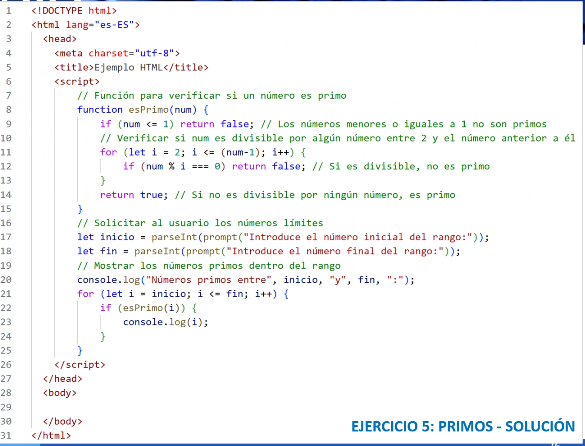 1 <!DOCTYPE html>
2 <html lang="es-ES">
3 <head>
4 <meta charset="utf-8">
5 <title>Ejemplo HTML</title>
6 <script>
7 // Función para verificar si un número es primo
8 function esPrimo(num) {
9 if (num <= 1) return false; // Los números menores o iguales a 1 no son primos
10 // Verificar si num es divisible por algún número entre 2 y el número anterior a él
11 for (let i = 2; i <= (num-1); i++) {
12 if (num % i === 0) return false; // Si es divisible, no es primo
13 }
14 return true; // Si no es divisible por ningún número, es primo
15 }
16 // Solicitar al usuario los números límites
17 let inicio = parseInt(prompt("Introduce el número inicial del rango:"));
18 let fin = parseInt(prompt("Introduce el número final del rango:"));
19 // Mostrar los números primos dentro del rango
20 console.log("Números primos entre", inicio, "y", fin, ":");
21 for (let i = inicio; i <= fin; i++) {
22 if (esPrimo(i)) {
23 console.log(i);
24 }
25 }
26 </script>
27 </head>
28 <body>
29
30 </body>
31 </html>
EJERCICIO 5: PRIMOS - SOLUCIÓN